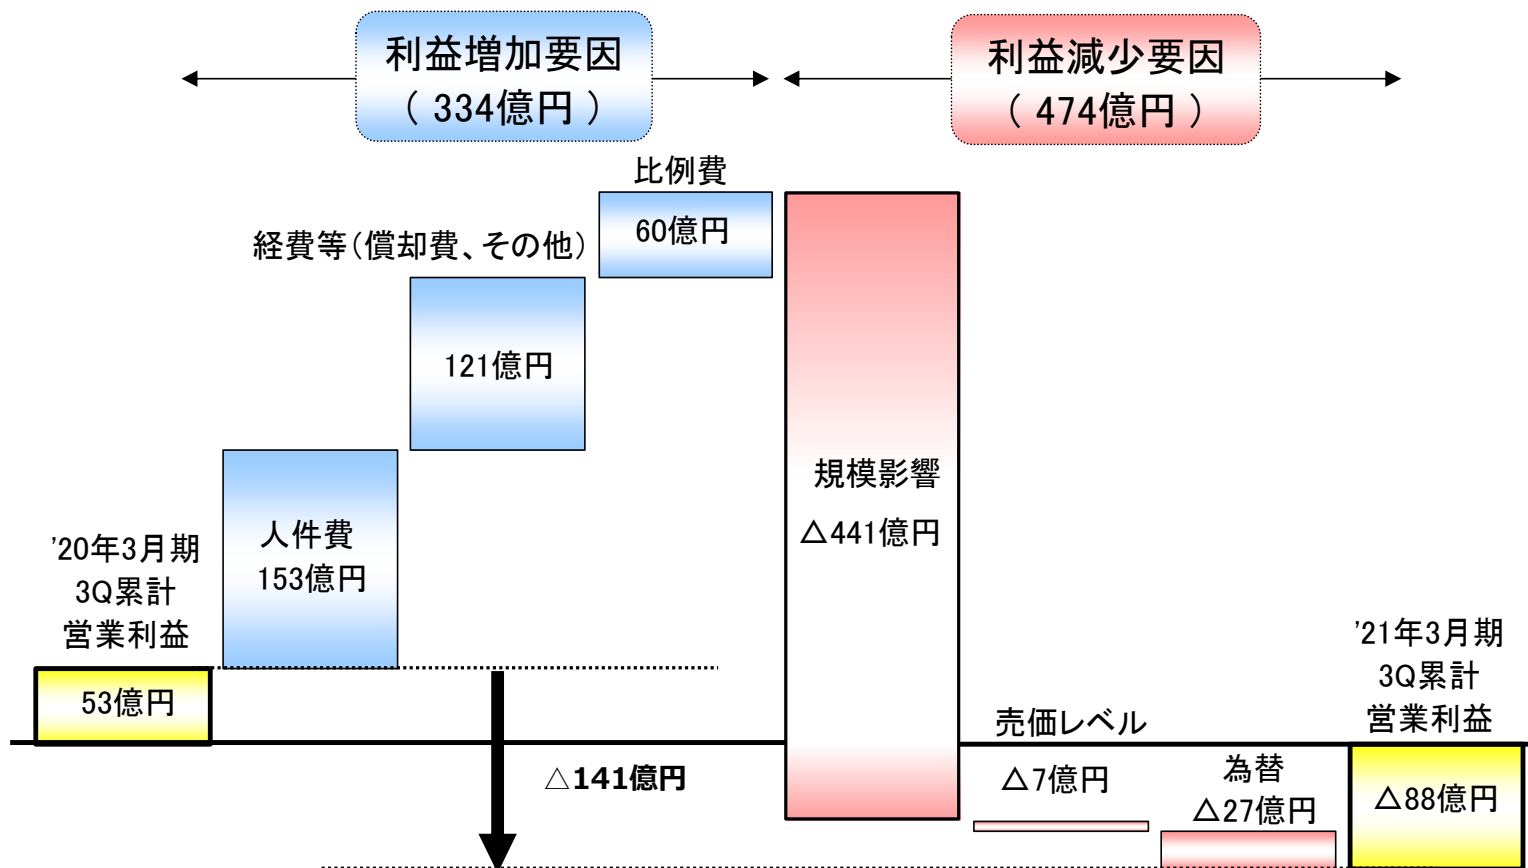 利益増加要因
（ 334億円 ）
利益減少要因
（ 474億円 ）
比例費
60億円
経費等（償却費、その他）
121億円
人件費
153億円
'20年3月期
3Q累計
営業利益
53億円
規模影響
△441億円
△141億円
売価レベル
△7億円
為替
△27億円
'21年3月期
3Q累計
営業利益
△88億円